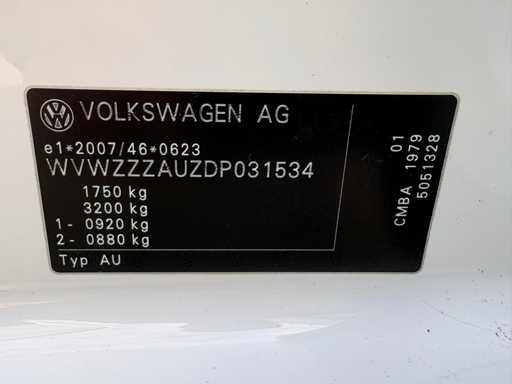 VOLKSWAGEN AG
e1*2007/46*0623
WVWZZZAUZDP031534
1750 kg
3200 kg
1- 0920 kg
2- 0880 kg
Typ AU
01
CMBA 1979
5051328